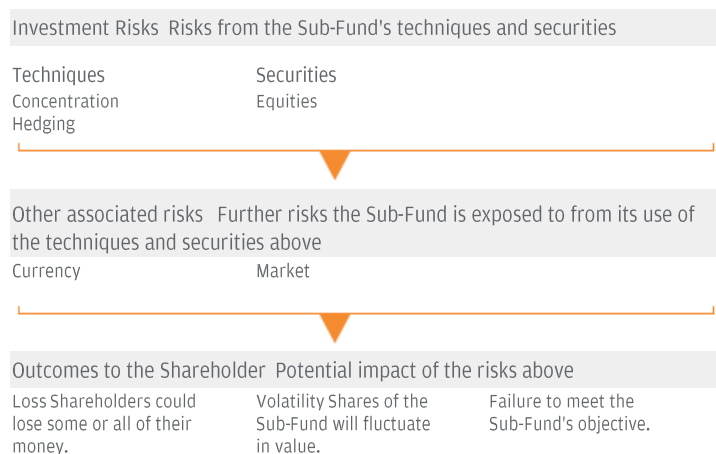 Investment Risks Risks from the Sub-Fund's techniques and securities
Techniques Securities
Concentration Equities
Hedging
Other associated risks Further risks the Sub-Fund is exposed to from its use of
the techniques and securities above
Currency Market
Outcomes to the Shareholder Potential impact of the risks above
Loss Shareholders could
lose some or all of their
money.
Volatility Shares of the
Sub-Fund will fluctuate
in value.
Failure to meet the
Sub-Fund's objective.